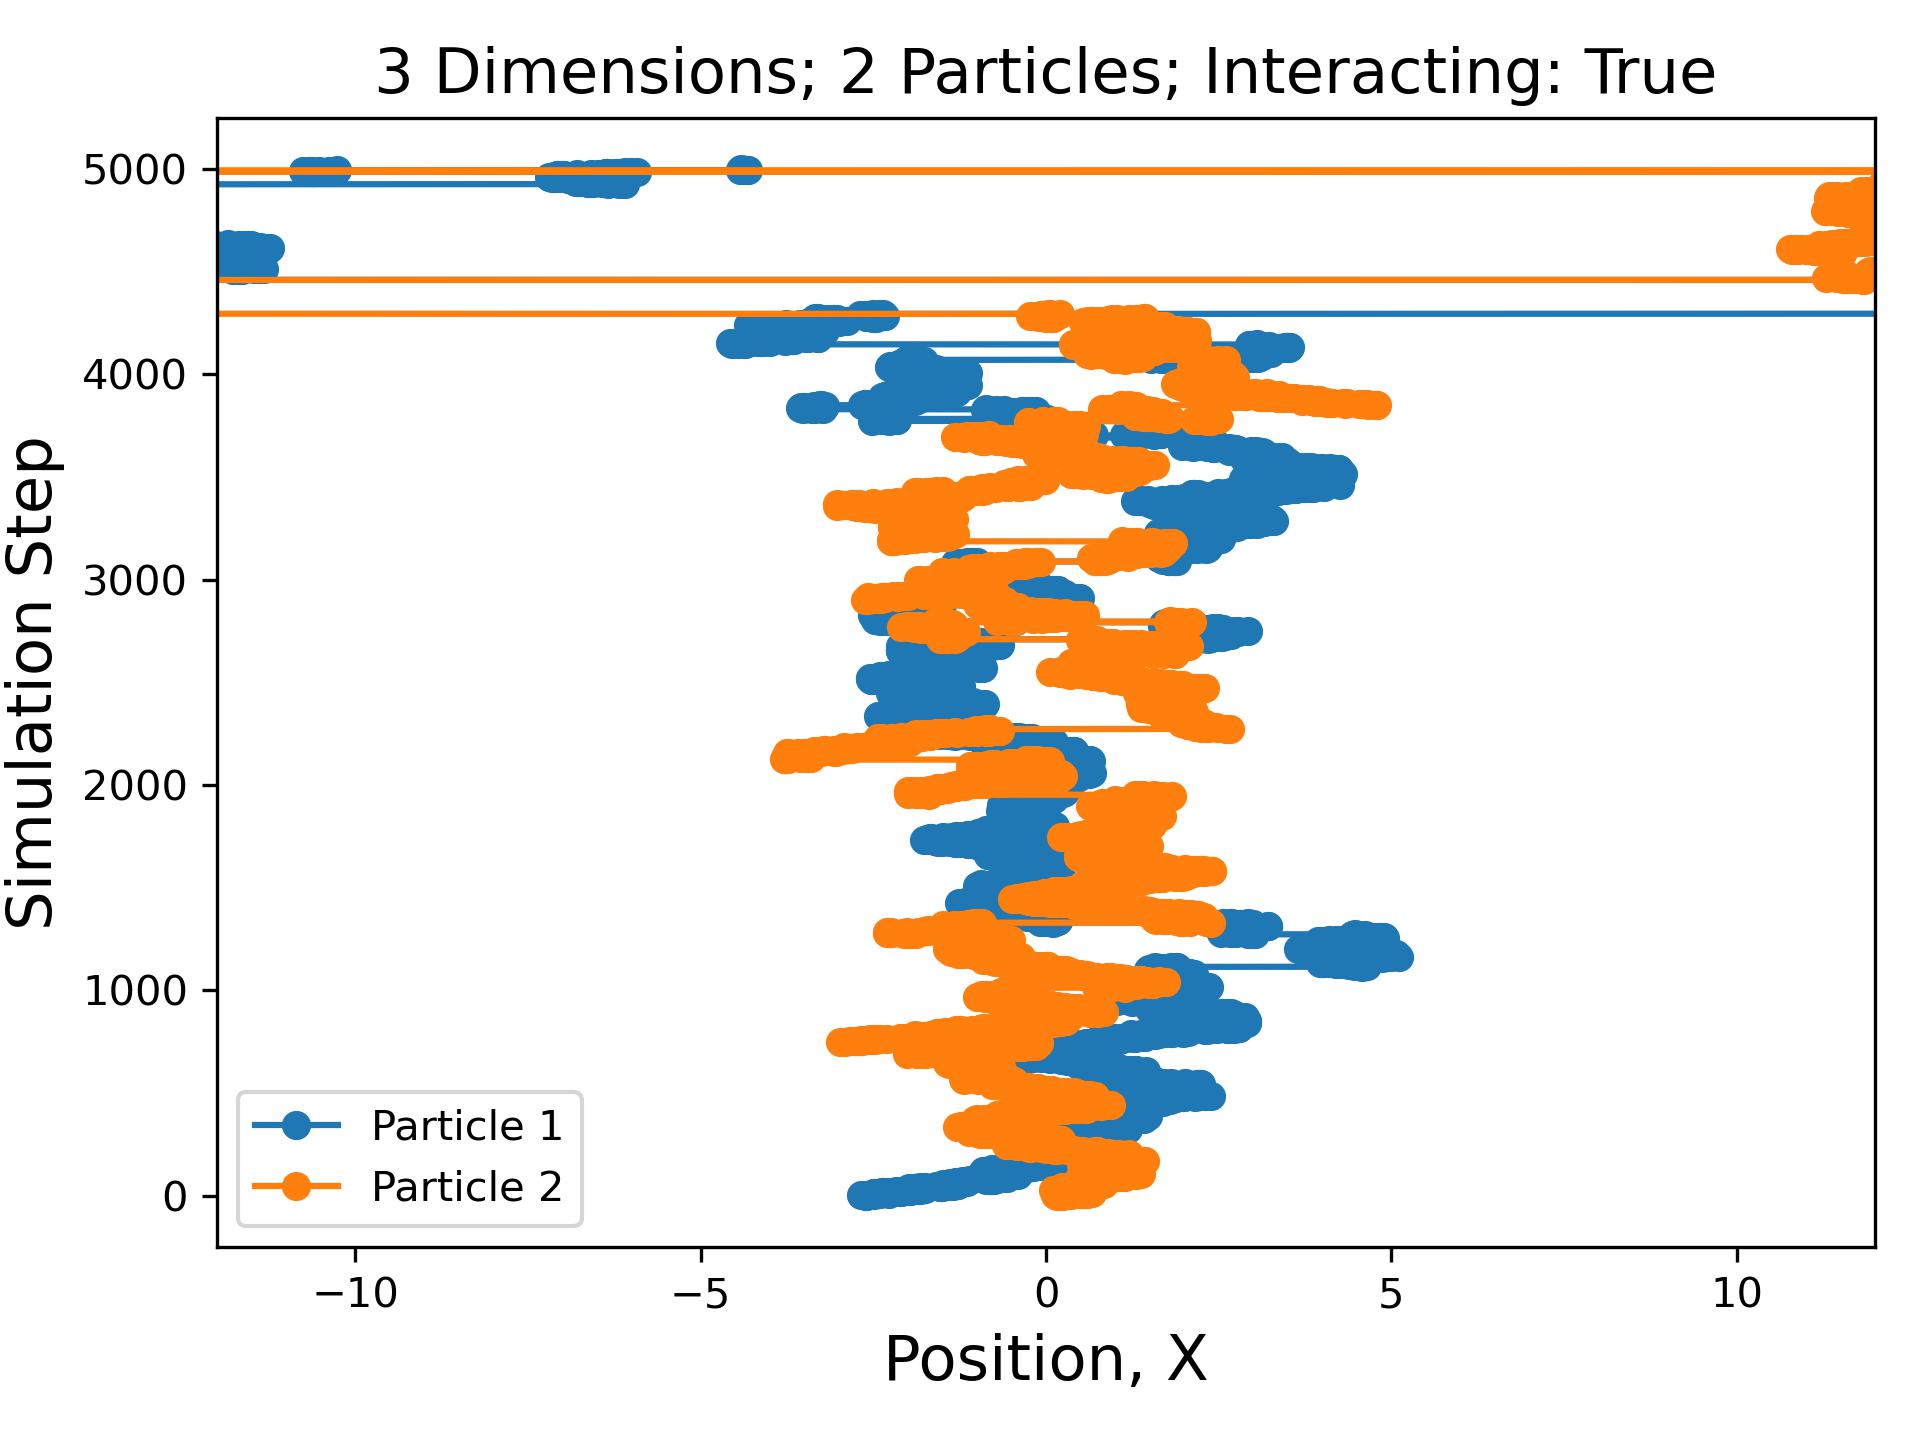 3 Dimensions; 2 Particles; Interacting: True
Simulation Step
5000
4000
3000
2000
1000
0
Particle 1
Particle 2
−10
−5
0
5
10
Position, X